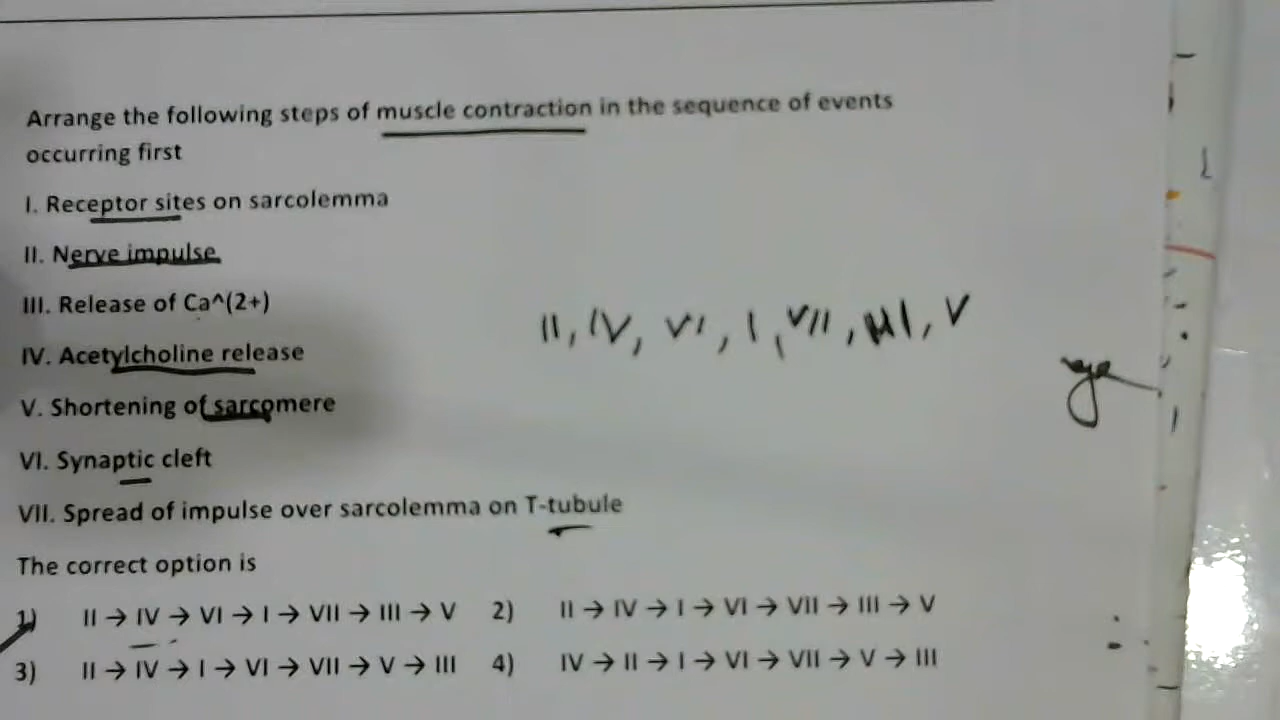 Arrange the following steps of muscle contraction in the sequence of events
occurring first
I. Receptor sites on sarcolemma
II. Nerve impulse
III. Release of Ca^(2+)
IV. Acetylcholine release
V. Shortening of sarcomere
VI. Synaptic cleft
VII. Spread of impulse over sarcolemma on T-tubule
II, IV, VI, I, VII, III, V
The correct option is
1) II → IV → VI → I → VII → III → V 2) II → IV → I → VI → VII → III → V
3) II → IV → I → VI → VII → V → III 4) IV → II → I → VI → VII → V → III